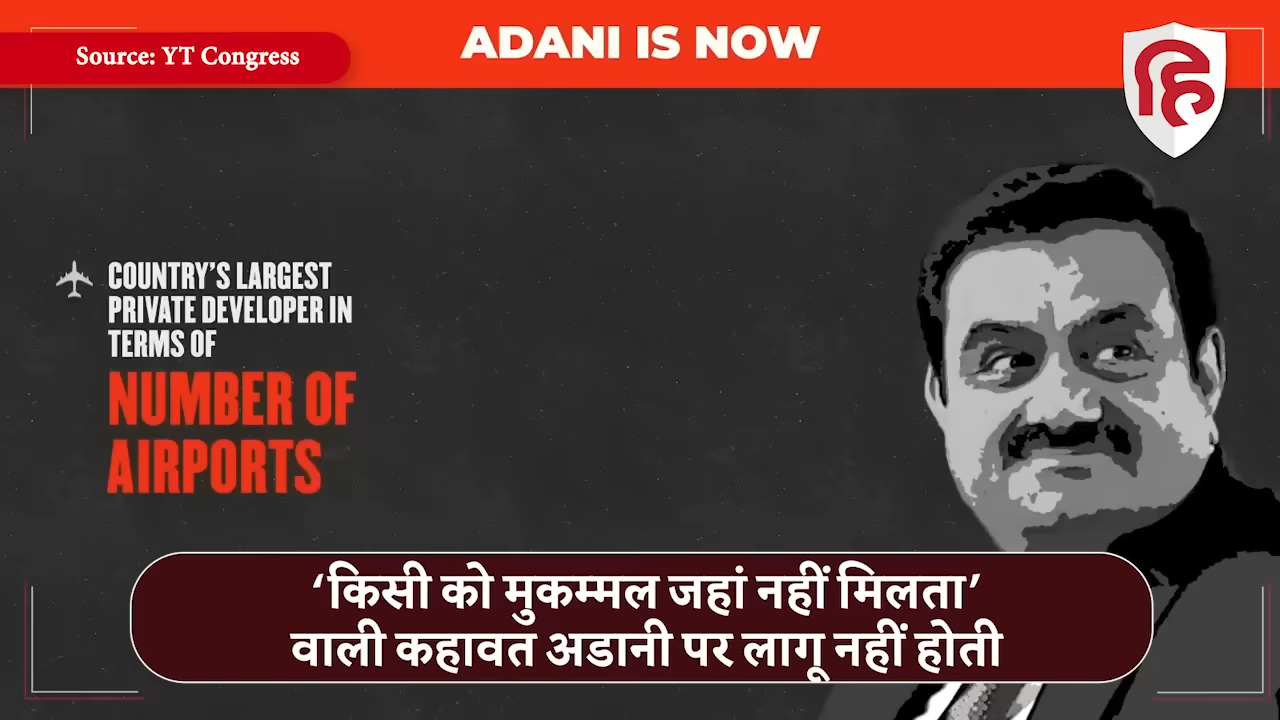 ADANI IS NOW
Source: YT Congress
हि
COUNTRY'S LARGEST
PRIVATE DEVELOPER IN
TERMS OF
NUMBER OF
AIRPORTS
‘किसी को मुकम्मल जहां नहीं मिलता’
वाली कहावत अडानी पर लागू नहीं होती